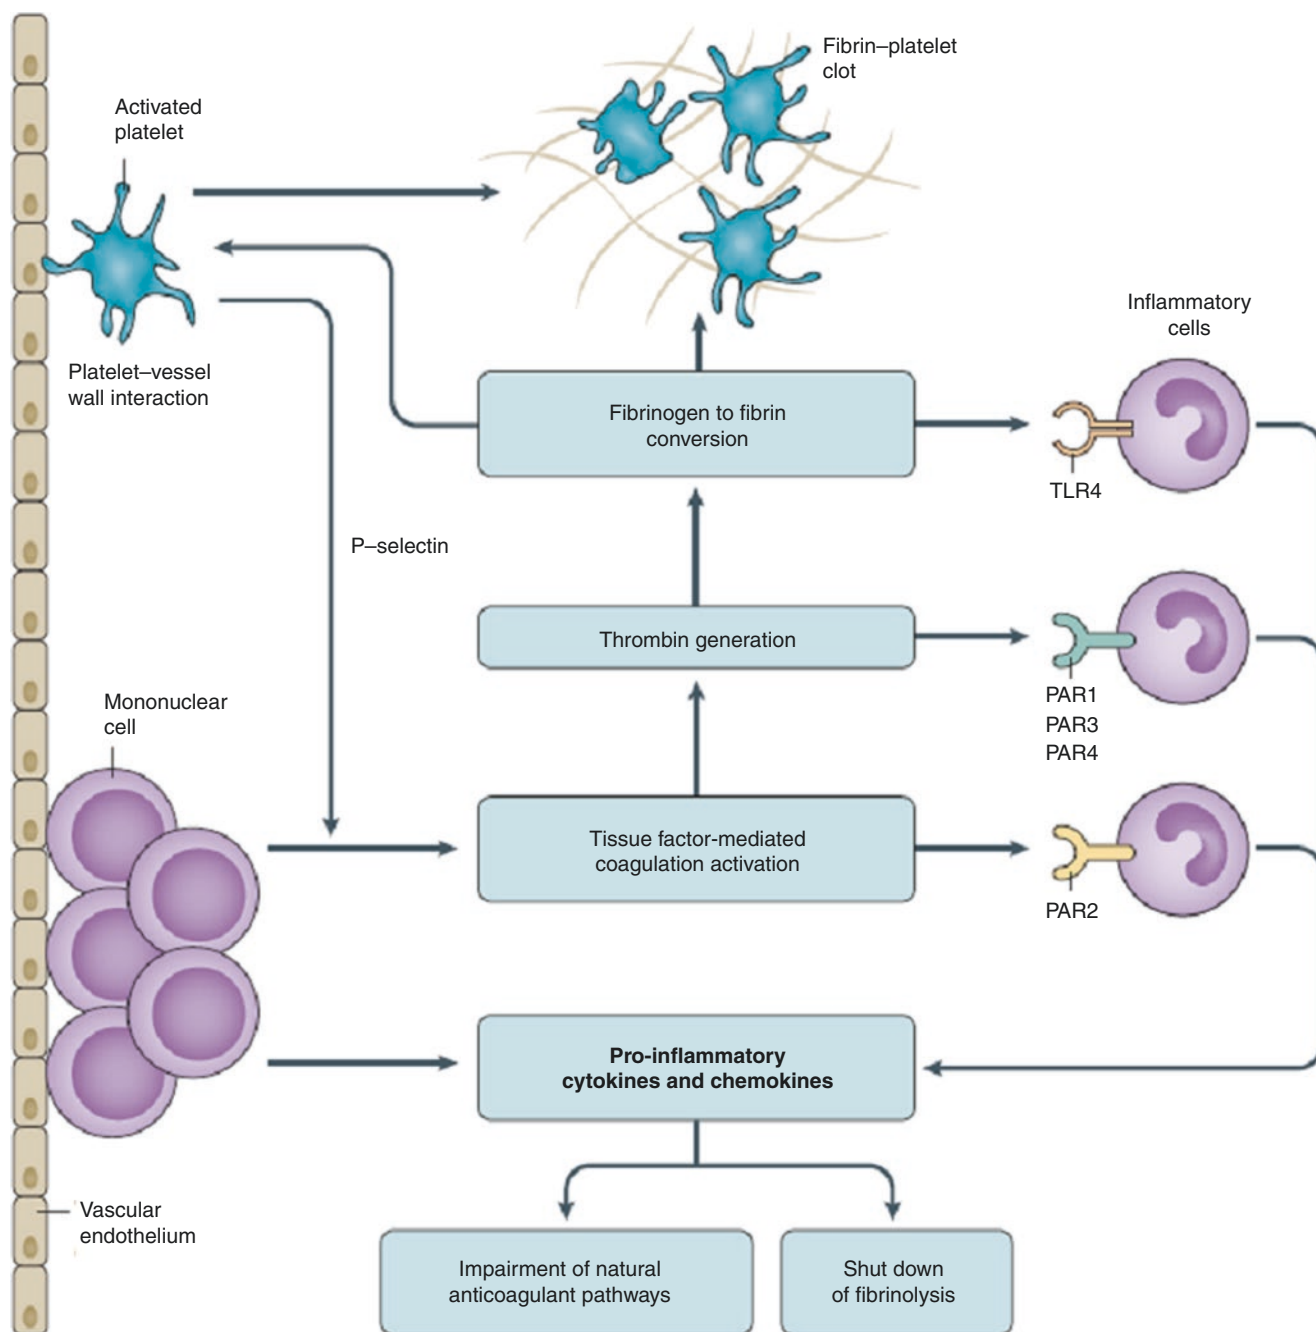 Fibrin–platelet
clot
Activated
platelet
Inflammatory
cells
Platelet–vessel
wall interaction
Fibrinogen to fibrin
conversion
TLR4
P–selectin
Thrombin generation
PAR1
PAR3
PAR4
Mononuclear
cell
Tissue factor-mediated
coagulation activation
PAR2
Pro-inflammatory
cytokines and chemokines
Vascular
endothelium
Impairment of natural
anticoagulant pathways
Shut down
of fibrinolysis